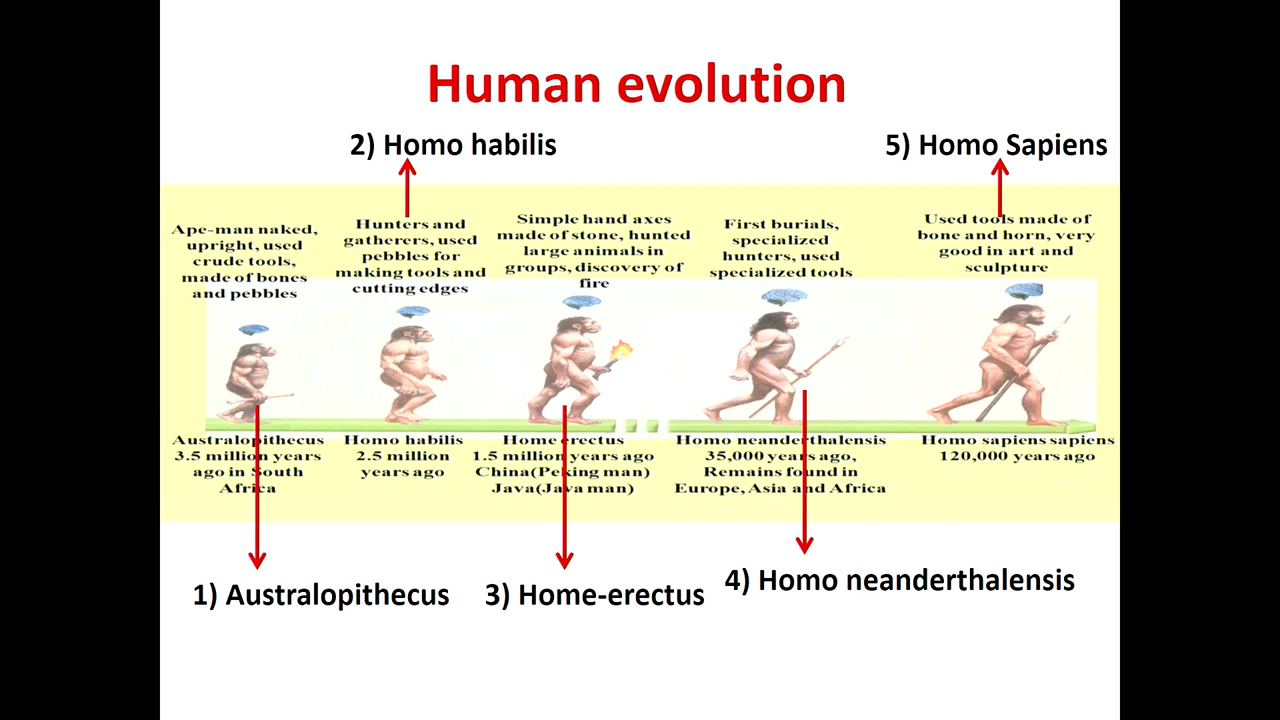 Human evolution
2) Homo habilis
5) Homo Sapiens
Ape-man naked,
upright, used
crude tools,
made of bones
and pebbles
Hunters and
gatherers, used
pebbles for
making tools and
cutting edges
Simple hand axes
made of stone, hunted
large animals in
groups, discovery of
fire
First burials,
specialized
hunters, used
specialized tools
Used tools made of
bone and horn, very
good in art and
sculpture
Australopithecus
3.5 million years
ago in South
Africa
Homo habilis
2.5 million
years ago
Home erectus
1.5 million years ago
China(Peking man)
Java(Java man)
Homo neanderthalensis
35,000 years ago,
Remains found in
Europe, Asia and Africa
Homo sapiens sapiens
120,000 years ago
1) Australopithecus
3) Home-erectus
4) Homo neanderthalensis